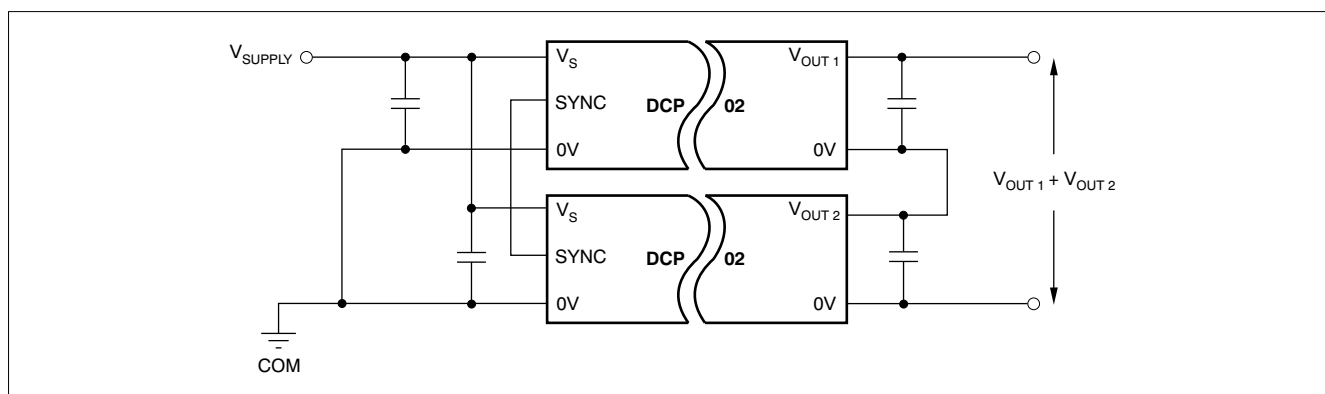 V_SUPPLY
V_S
SYNC
0V
DCP 02
V_OUT 1
0V
V_S
SYNC
0V
DCP 02
V_OUT 2
0V
V_OUT 1 + V_OUT 2
COM